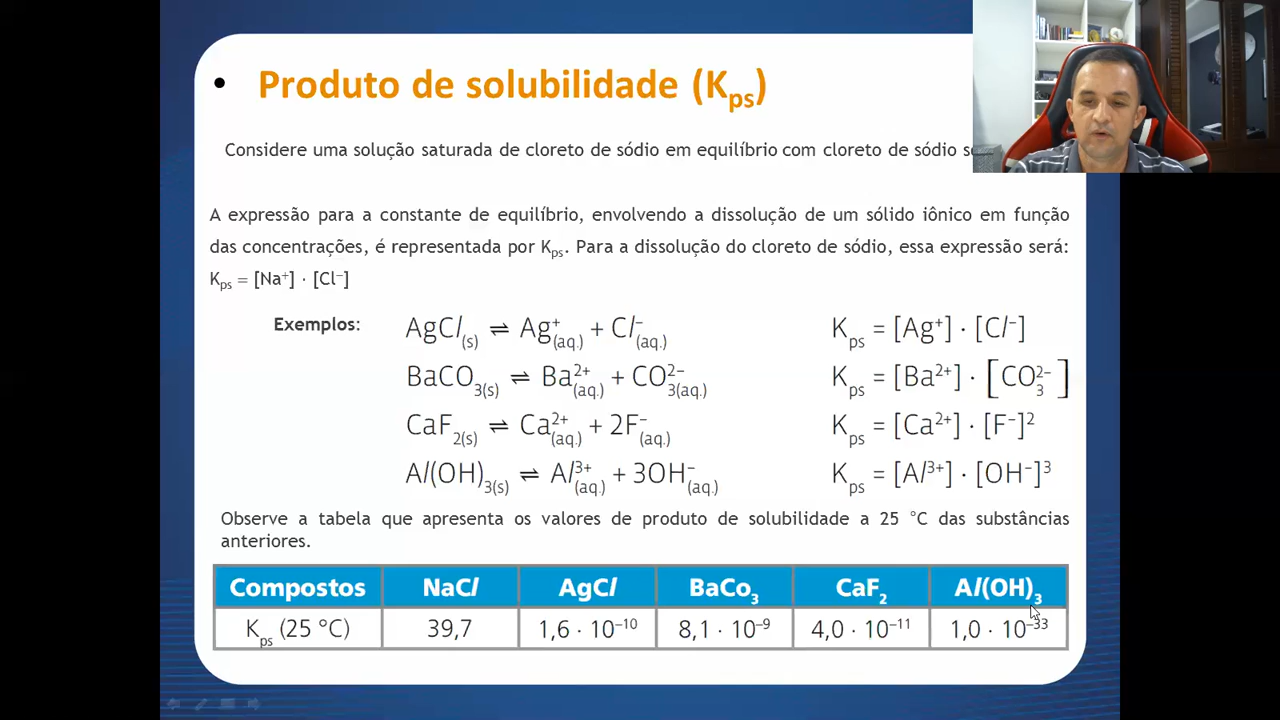 • Produto de solubilidade (Kps)
Considere uma solução saturada de cloreto de sódio em equilíbrio com cloreto de sódio
A expressão para a constante de equilíbrio, envolvendo a dissolução de um sólido iônico em função
das concentrações, é representada por Kps. Para a dissolução do cloreto de sódio, essa expressão será:
Kps = [Na⁺] · [Cl⁻]
Exemplos: AgCl(s) ⇌ Ag⁺(aq.) + Cl⁻(aq.) Kps = [Ag⁺] · [Cl⁻]
BaCO₃(s) ⇌ Ba²⁺(aq.) + CO₃²⁻(aq.) Kps = [Ba²⁺] · [CO₃²⁻]
CaF₂(s) ⇌ Ca²⁺(aq.) + 2F⁻(aq.) Kps = [Ca²⁺] · [F⁻]²
Al(OH)₃(s) ⇌ Al³⁺(aq.) + 3OH⁻(aq.) Kps = [Al³⁺] · [OH⁻]³
Observe a tabela que apresenta os valores de produto de solubilidade a 25 °C das substâncias
anteriores.
Compostos NaCl AgCl BaCo₃ CaF₂ Al(OH)₃
Kps (25 °C) 39,7 1,6 · 10⁻¹⁰ 8,1 · 10⁻⁹ 4,0 · 10⁻¹¹ 1,0 · 10⁻³³